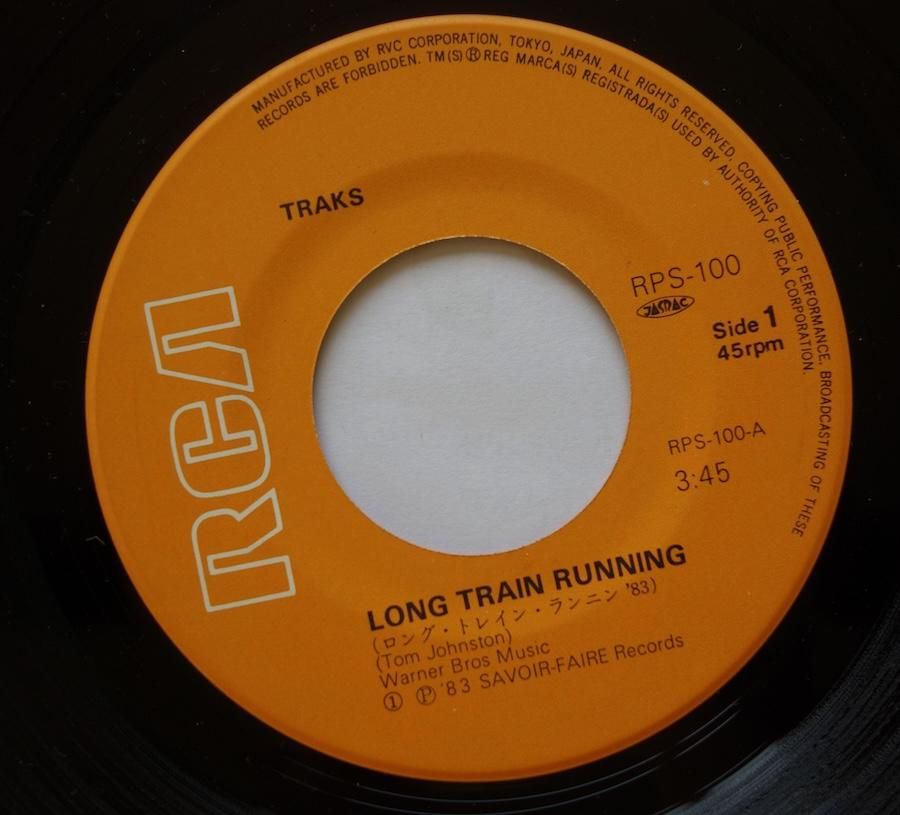 MANUFACTURED BY RVC CORPORATION, TOKYO, JAPAN. ALL RIGHTS RESERVED, COPYING PUBLIC PERFORMANCE, BROADCASTING OF THESE
RECORDS ARE FORBIDDEN. TM(S)®REG MARCA(S) REGISTRADA(S) USED BY AUTHORITY OF RCA CORPORATION.
TRAKS
RCA
RPS-100
JASRAC
Side 1
45rpm
RPS-100-A
3:45
LONG TRAIN RUNNING
(ロング・トレイン・ランニン '83)
(Tom Johnston)
Warner Bros Music
① ℗ '83 SAVOIR-FAIRE Records